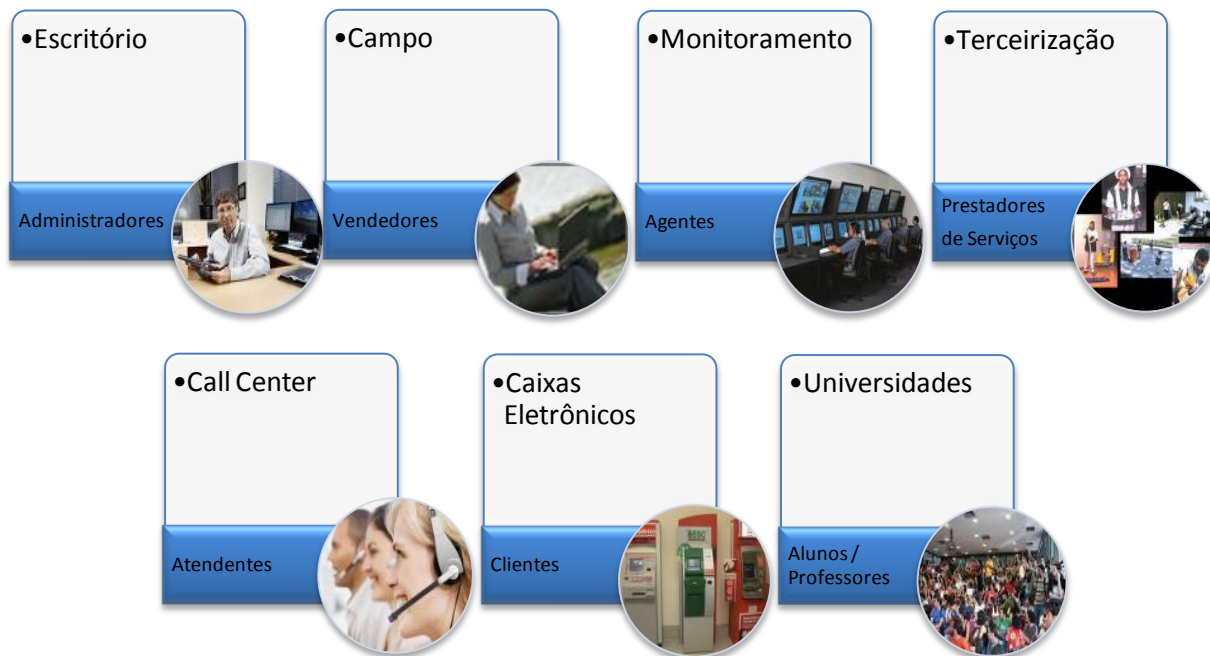 •Escritório
•Campo
•Monitoramento
•Terceirização
Administradores
Vendedores
Agentes
Prestadores
de Serviços
•Call Center
•Caixas
Eletrônicos
•Universidades
Atendentes
Clientes
Alunos /
Professores
BESC